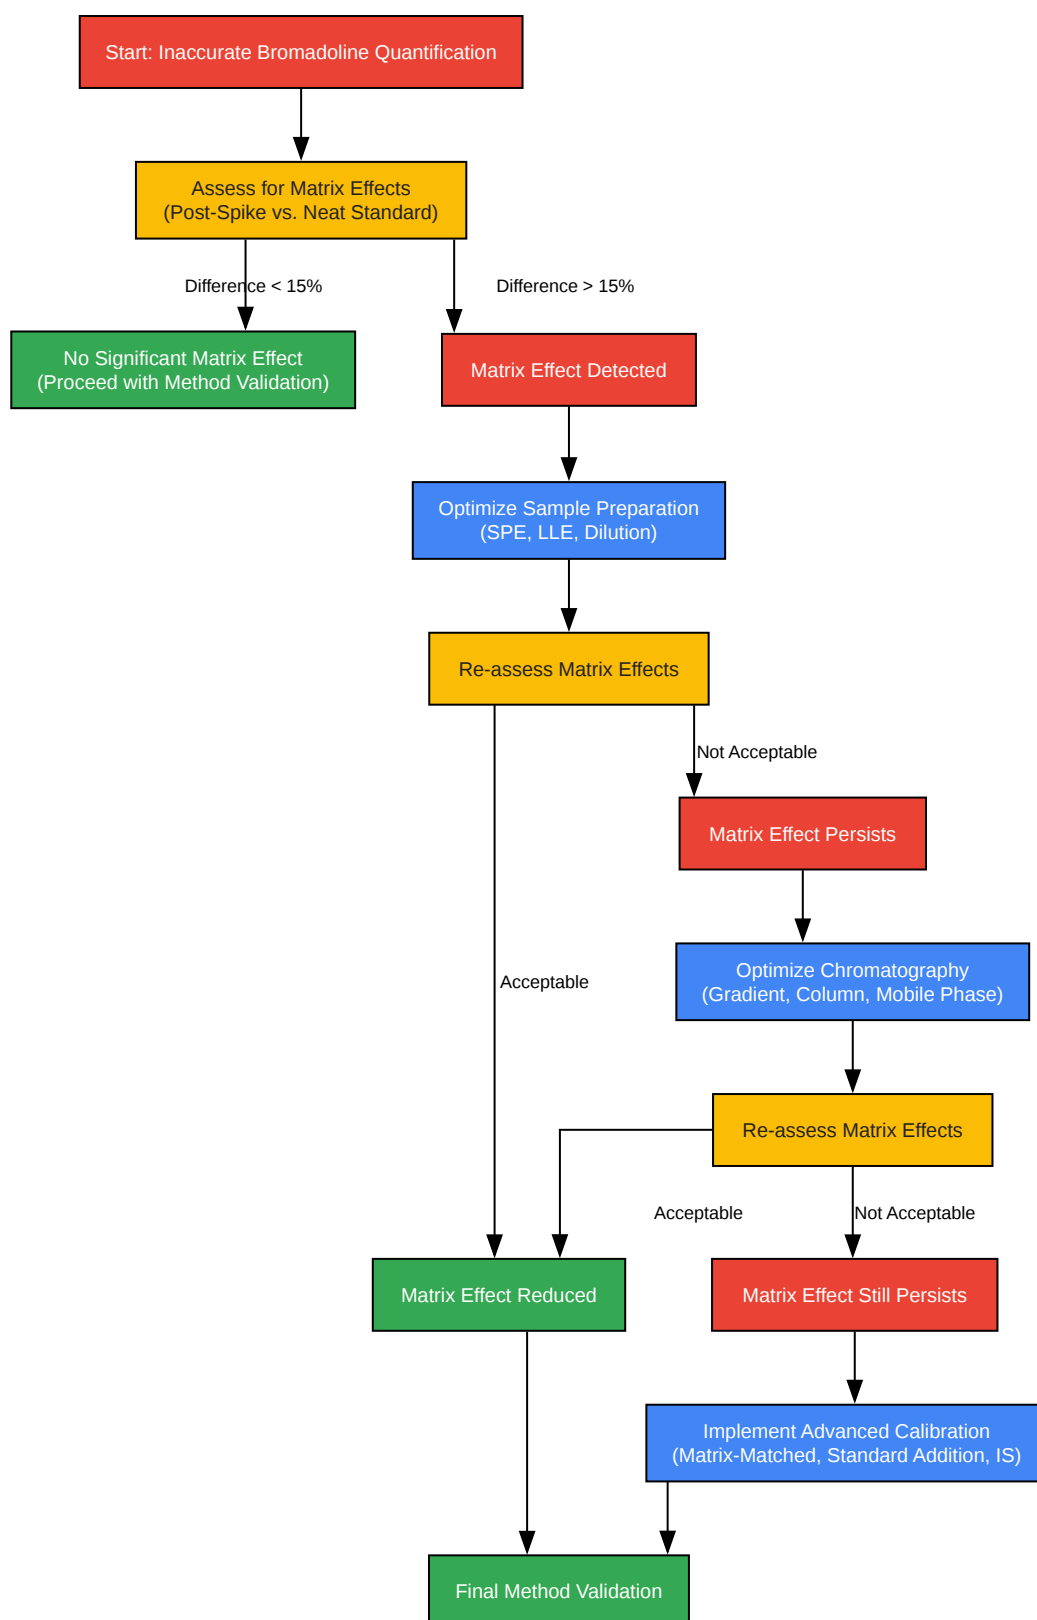 Start: Inaccurate Bromadoline Quantification
Assess for Matrix Effects
(Post-Spike vs. Neat Standard)
Difference < 15%
Difference > 15%
No Significant Matrix Effect
(Proceed with Method Validation)
Matrix Effect Detected
Optimize Sample Preparation
(SPE, LLE, Dilution)
Re-assess Matrix Effects
Not Acceptable
Matrix Effect Persists
Optimize Chromatography
(Gradient, Column, Mobile Phase)
Acceptable
Re-assess Matrix Effects
Acceptable
Not Acceptable
Matrix Effect Reduced
Matrix Effect Still Persists
Implement Advanced Calibration
(Matrix-Matched, Standard Addition, IS)
Final Method Validation